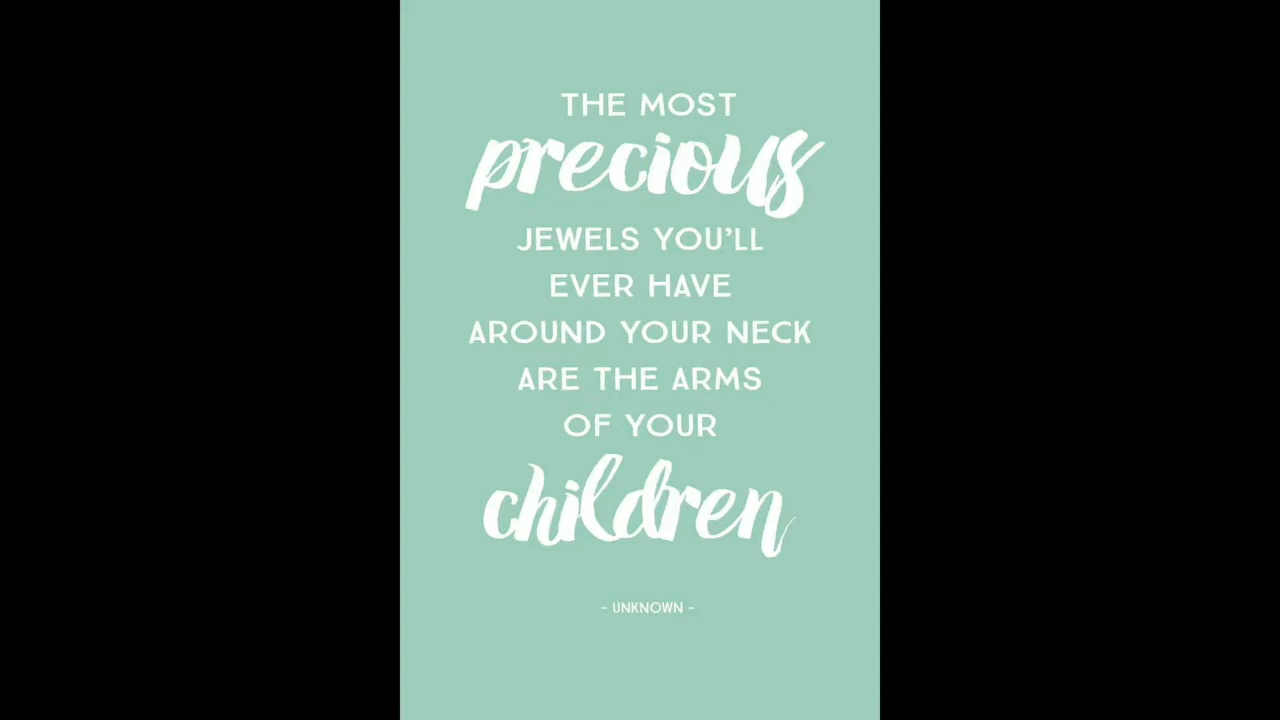 THE MOST
precious
JEWELS YOU'LL
EVER HAVE
AROUND YOUR NECK
ARE THE ARMS
OF YOUR
children
- UNKNOWN -